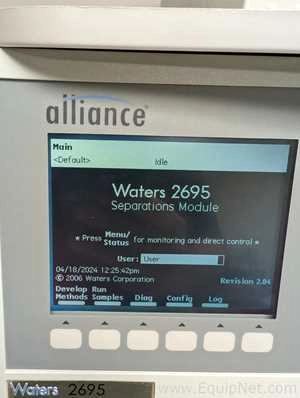 alliance®
Main
<Default> Idle
Waters 2695
Separations Module
* Press Menu/ Status for monitoring and direct control *
User: User
04/18/2024 12:25:42pm
© 2006 Waters Corporation Revision 2.04
Develop Methods Run Samples Diag Config Log
Waters 2695
www.EquipNet.com